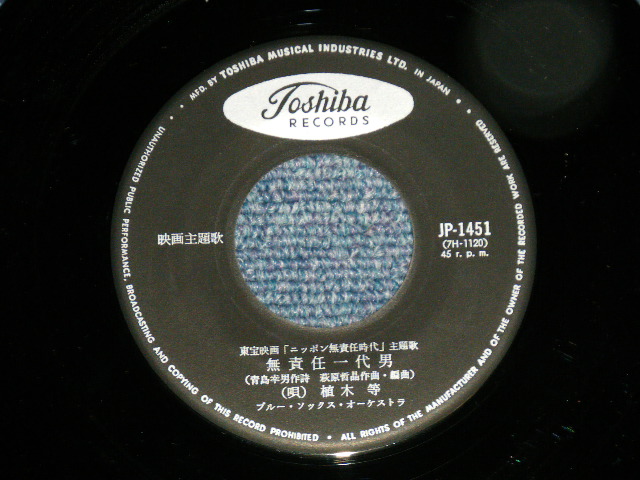 MFD. BY TOSHIBA MUSICAL INDUSTRIES LTD. IN JAPAN
Toshiba
RECORDS
映画主題歌
JP-1451
(7H-1120)
45 r.p.m.
東宝映画「ニッポン無責任時代」主題歌
無責任一代男
(青島幸男作詩 萩原哲晶作曲・編曲)
(唄) 植木 等
ブルー・ソックス・オーケストラ
UNAUTHORIZED PUBLIC PERFORMANCE, BROADCASTING AND COPYING OF THIS RECORD PROHIBITED • ALL RIGHTS OF THE MANUFACTURER AND OF THE OWNER OF THE RECORDED WORK ARE RESERVED